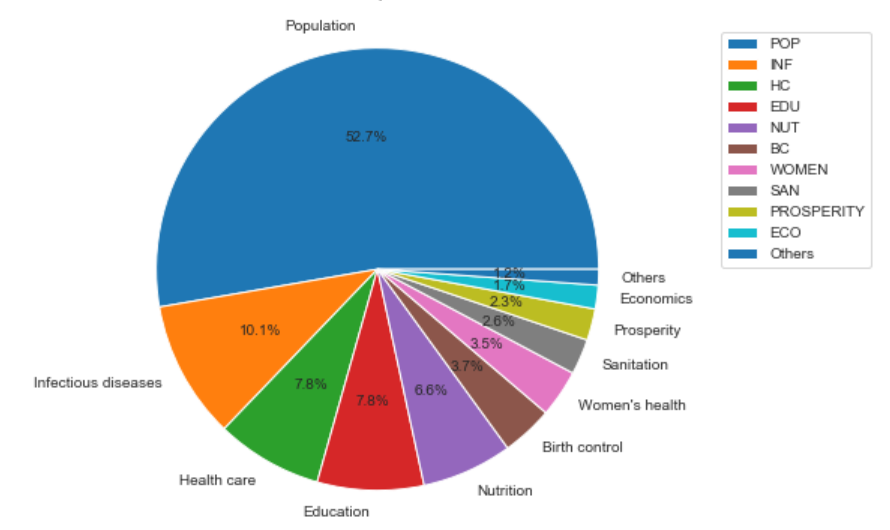 Population
52.7%
1.2%
Others
1.7%
Economics
2.3%
Prosperity
2.6%
Sanitation
3.5%
Women's health
3.7%
Birth control
6.6%
Nutrition
7.8%
Education
7.8%
Health care
10.1%
Infectious diseases
POP
INF
HC
EDU
NUT
BC
WOMEN
SAN
PROSPERITY
ECO
Others